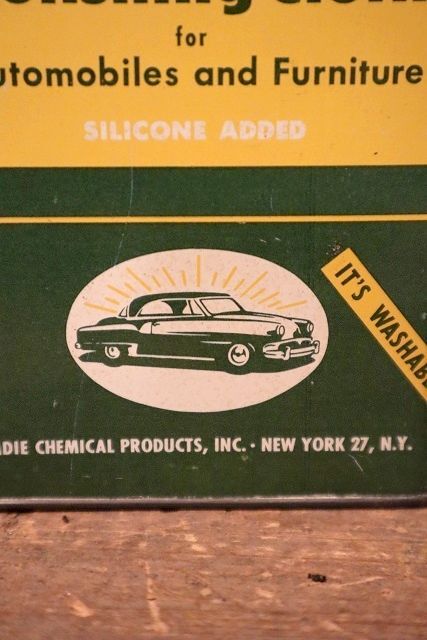 for
utomobiles and Furniture
SILICONE ADDED
IT'S WASHAB
DIE CHEMICAL PRODUCTS, INC. · NEW YORK 27, N.Y.